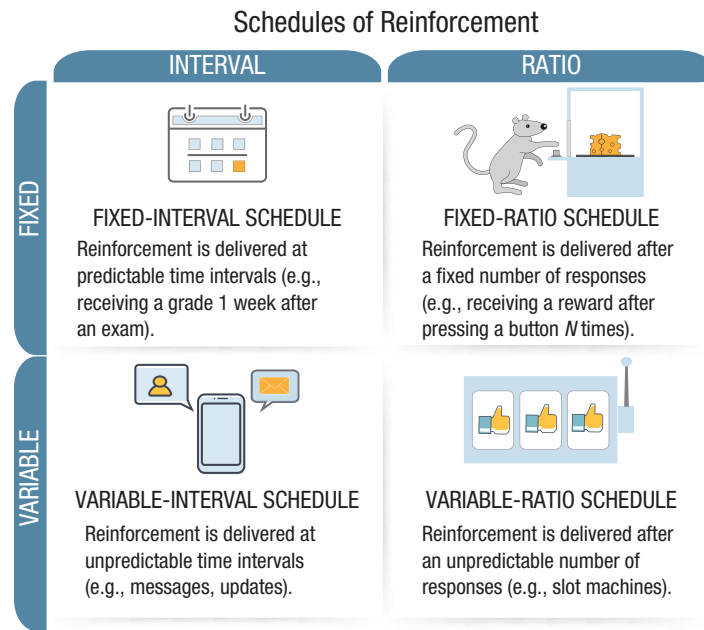 Schedules of Reinforcement
INTERVAL
RATIO
FIXED
FIXED-INTERVAL SCHEDULE
Reinforcement is delivered at
predictable time intervals (e.g.,
receiving a grade 1 week after
an exam).
FIXED-RATIO SCHEDULE
Reinforcement is delivered after
a fixed number of responses
(e.g., receiving a reward after
pressing a button N times).
VARIABLE
VARIABLE-INTERVAL SCHEDULE
Reinforcement is delivered at
unpredictable time intervals
(e.g., messages, updates).
VARIABLE-RATIO SCHEDULE
Reinforcement is delivered after
an unpredictable number of
responses (e.g., slot machines).